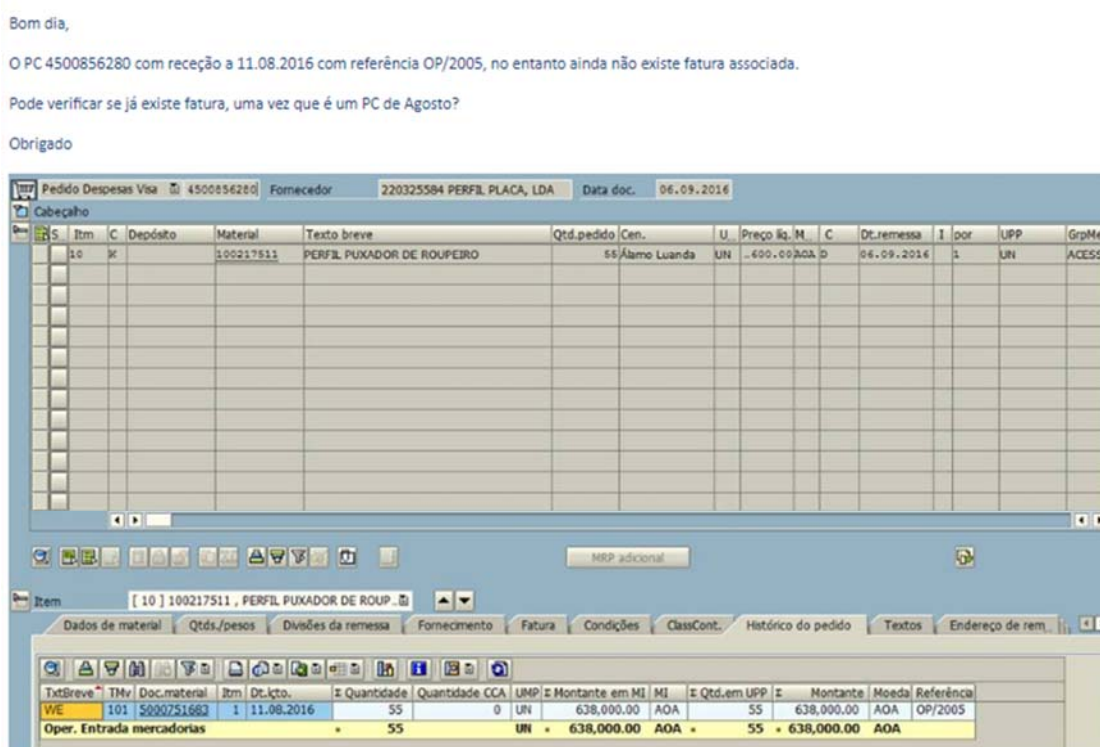 Bom dia,
O PC 4500856280 com receção a 11.08.2016 com referência OP/2005, no entanto ainda não existe fatura associada.
Pode verificar se já existe fatura, uma vez que é um PC de Agosto?
Obrigado
Pedido Despesas Visa 4500856280 Fornecedor 220325584 PERFIL PLACA, LDA Data doc. 06.09.2016
Cabeçalho
S.. Itm C Depósito Material Texto breve Qtd.pedido Cen. U... Preço líq. M... C Dt.remessa I por UPP GrpMe
10 K 100217511 PERFIL PUXADOR DE ROUPEIRO 55 Álamo Luanda UN ..600.00 AOA D 06.09.2016 1 UN ACESS
MRP adicional
Item [ 10 ] 100217511 , PERFIL PUXADOR DE ROUP..
Dados de material Qtds./pesos Divisões da remessa Fornecimento Fatura Condições ClassCont. Histórico do pedido Textos Endereço de rem...
TxtBreve TMv Doc.material Itm Dt.lçto. Σ Quantidade Quantidade CCA UMP Σ Montante em MI MI Σ Qtd.em UPP Σ Montante Moeda Referência
WE 101 5000751683 1 11.08.2016 55 0 UN 638,000.00 AOA 55 638,000.00 AOA OP/2005
Oper. Entrada mercadorias 55 UN 638,000.00 AOA 55 638,000.00 AOA